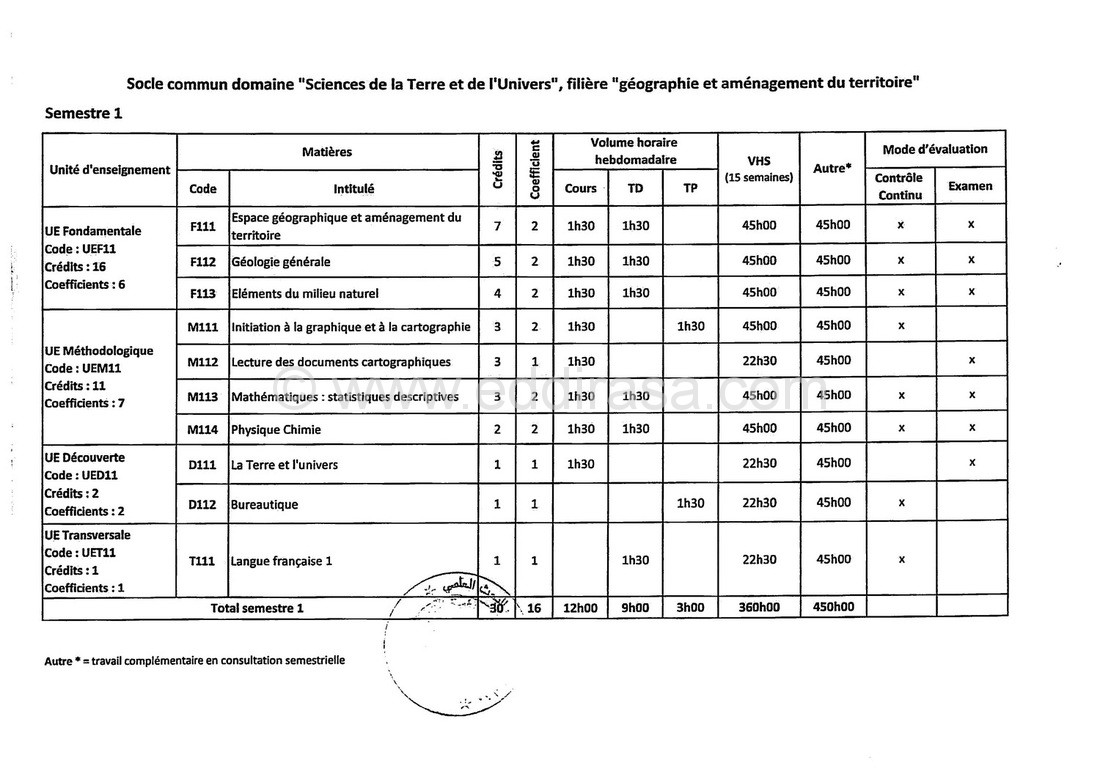 Socle commun domaine "Sciences de la Terre et de l'Univers", filière "géographie et aménagement du territoire"
Semestre 1
Unité d'enseignement | Matières | Crédits | Coefficient | Volume horaire hebdomadaire | VHS (15 semaines) | Autre* | Mode d'évaluation
Code | Intitulé | Cours | TD | TP | Contrôle Continu | Examen
UE Fondamentale
Code : UEF11
Crédits : 16
Coefficients : 6
F111 | Espace géographique et aménagement du territoire | 7 | 2 | 1h30 | 1h30 | 45h00 | 45h00 | x | x
F112 | Géologie générale | 5 | 2 | 1h30 | 1h30 | 45h00 | 45h00 | x | x
F113 | Eléments du milieu naturel | 4 | 2 | 1h30 | 1h30 | 45h00 | 45h00 | x | x
UE Méthodologique
Code : UEM11
Crédits : 11
Coefficients : 7
M111 | Initiation à la graphique et à la cartographie | 3 | 2 | 1h30 | 1h30 | 45h00 | 45h00 | x
M112 | Lecture des documents cartographiques | 3 | 1 | 1h30 | 22h30 | 45h00 | x
M113 | Mathématiques : statistiques descriptives | 3 | 2 | 1h30 | 1h30 | 45h00 | 45h00 | x | x
M114 | Physique Chimie | 2 | 2 | 1h30 | 1h30 | 45h00 | 45h00 | x | x
© www.eddirasa.com
UE Découverte
Code : UED11
Crédits : 2
Coefficients : 2
D111 | La Terre et l'univers | 1 | 1 | 1h30 | 22h30 | 45h00 | x
D112 | Bureautique | 1 | 1 | 1h30 | 22h30 | 45h00 | x
UE Transversale
Code : UET11
Crédits : 1
Coefficients : 1
T111 | Langue française 1 | 1 | 1 | 1h30 | 22h30 | 45h00 | x
Total semestre 1 | 30 | 16 | 12h00 | 9h00 | 3h00 | 360h00 | 450h00
Autre * = travail complémentaire en consultation semestrielle